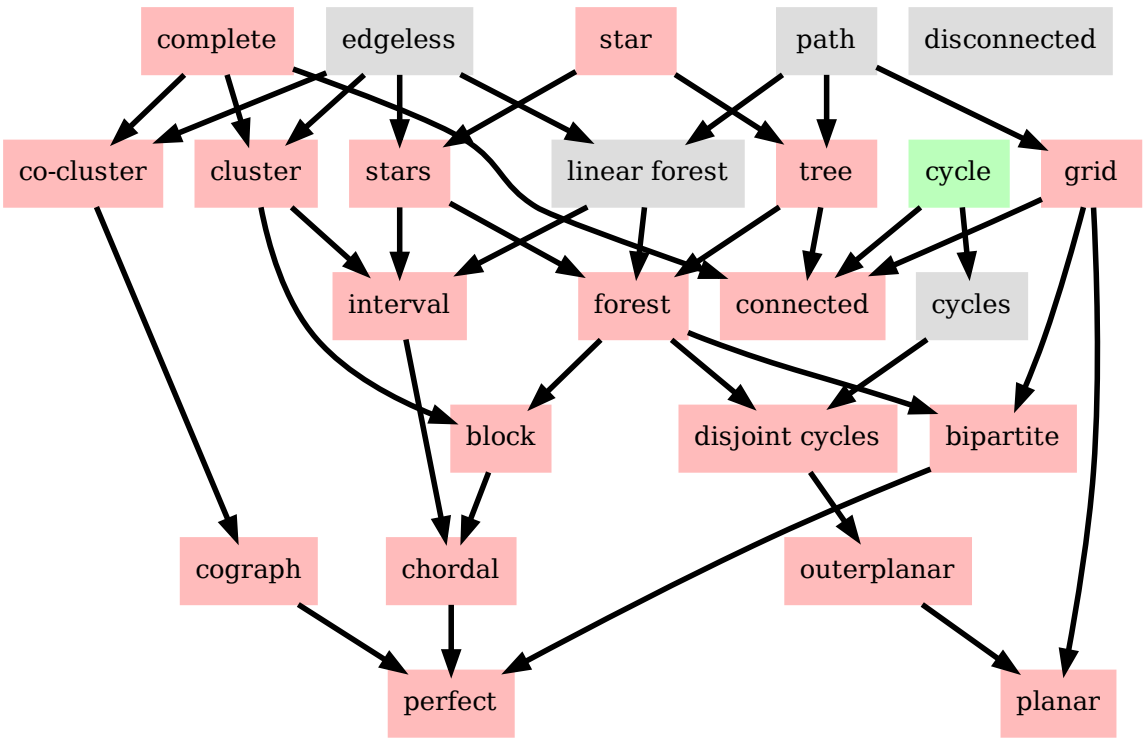 complete
edgeless
star
path
disconnected
co-cluster
cluster
stars
linear forest
tree
cycle
grid
interval
forest
connected
cycles
block
disjoint cycles
bipartite
cograph
chordal
outerplanar
perfect
planar